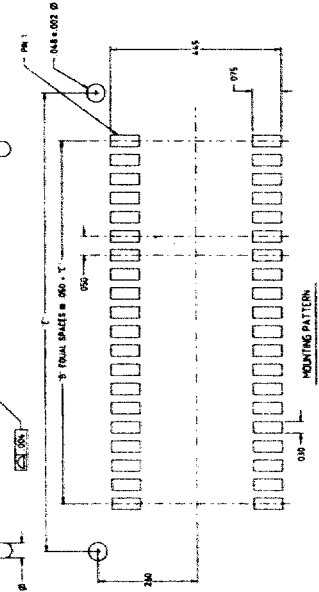 PIN 1
.048 ± .002 Ø
"C"
"B" EQUAL SPACES @ .050 = "C"
.050
.445
.075
.260
.030
.004
Ø
MOUNTING PATTERN